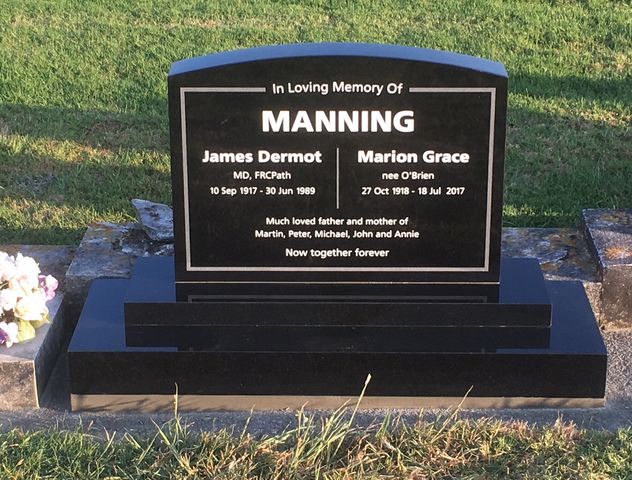 In Loving Memory Of
MANNING
James Dermot
MD, FRCPath
10 Sep 1917 - 30 Jun 1989
Marion Grace
nee O'Brien
27 Oct 1918 - 18 Jul 2017
Much loved father and mother of
Martin, Peter, Michael, John and Annie
Now together forever